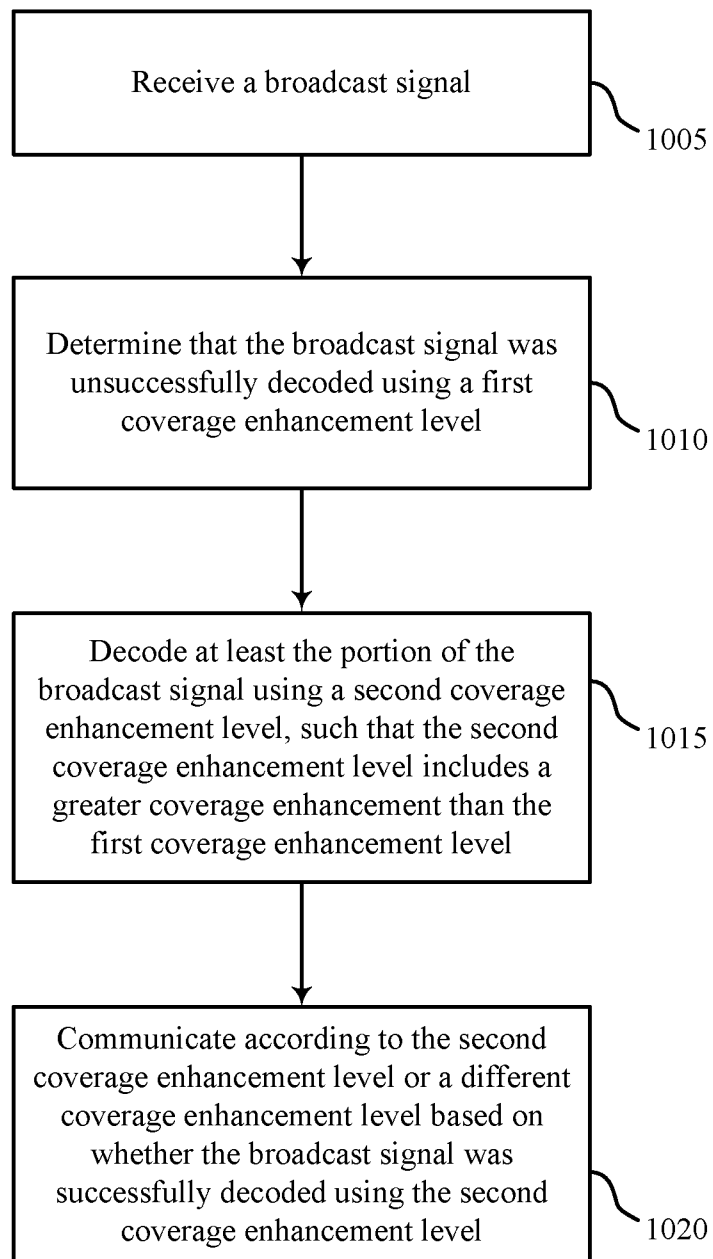 Receive a broadcast signal
1005
Determine that the broadcast signal was
unsuccessfully decoded using a first
coverage enhancement level
1010
Decode at least the portion of the
broadcast signal using a second coverage
enhancement level, such that the second
coverage enhancement level includes a
greater coverage enhancement than the
first coverage enhancement level
1015
Communicate according to the second
coverage enhancement level or a different
coverage enhancement level based on
whether the broadcast signal was
successfully decoded using the second
coverage enhancement level
1020